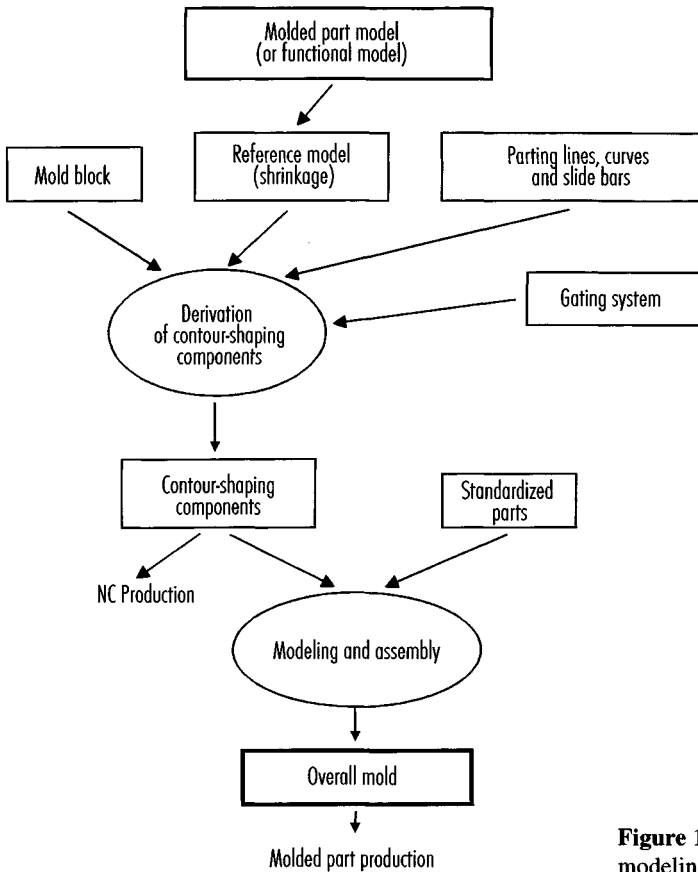 Molded part model
(or functional model)
Mold block
Reference model
(shrinkage)
Parting lines, curves
and slide bars
Derivation
of contour-shaping
components
Gating system
Contour-shaping
components
Standardized
parts
NC Production
Modeling and assembly
Overall mold
Molded part production
Figure 1